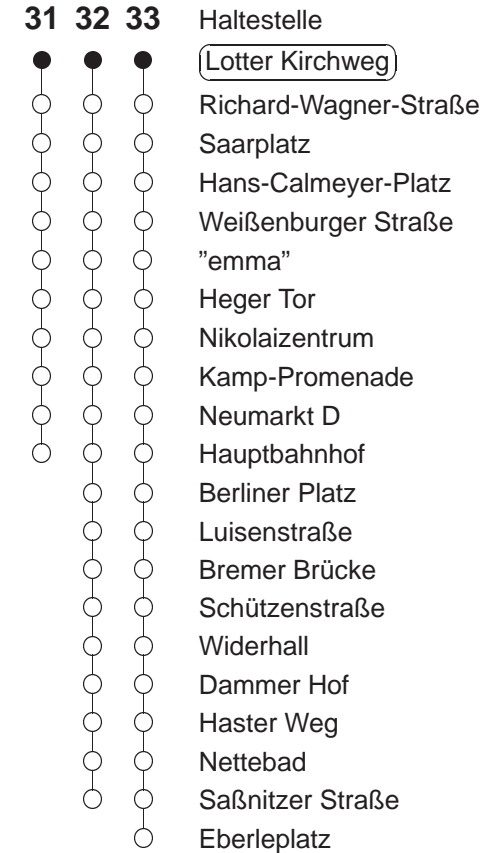 31 32 33 Haltestelle
Lotter Kirchweg
Richard-Wagner-Straße
Saarplatz
Hans-Calmeyer-Platz
Weißenburger Straße
”emma”
Heger Tor
Nikolaizentrum
Kamp-Promenade
Neumarkt D
Hauptbahnhof
Berliner Platz
Luisenstraße
Bremer Brücke
Schützenstraße
Widerhall
Dammer Hof
Haster Weg
Nettebad
Saßnitzer Straße
Eberleplatz